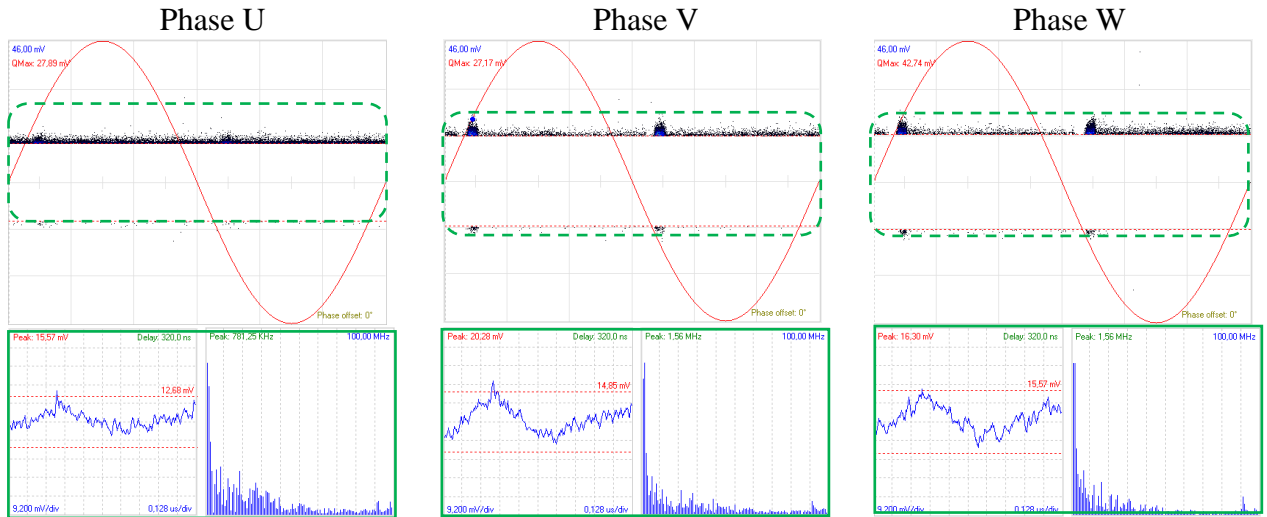 Phase U
Phase V
Phase W
46,00 mV
QMax: 27,89 mV
Phase offset: 0°
46,00 mV
QMax: 27,17 mV
Phase offset: 0°
46,00 mV
QMax: 42,74 mV
Phase offset: 0°
Peak: 15,57 mV
Delay: 320,0 ns
Peak: 781,25 KHz
100,00 MHz
12,68 mV
9,200 mV/div
0,128 us/div
Peak: 20,28 mV
Delay: 320,0 ns
Peak: 1,56 MHz
100,00 MHz
14,85 mV
9,200 mV/div
0,128 us/div
Peak: 16,30 mV
Delay: 320,0 ns
Peak: 1,56 MHz
100,00 MHz
15,57 mV
9,200 mV/div
0,128 us/div